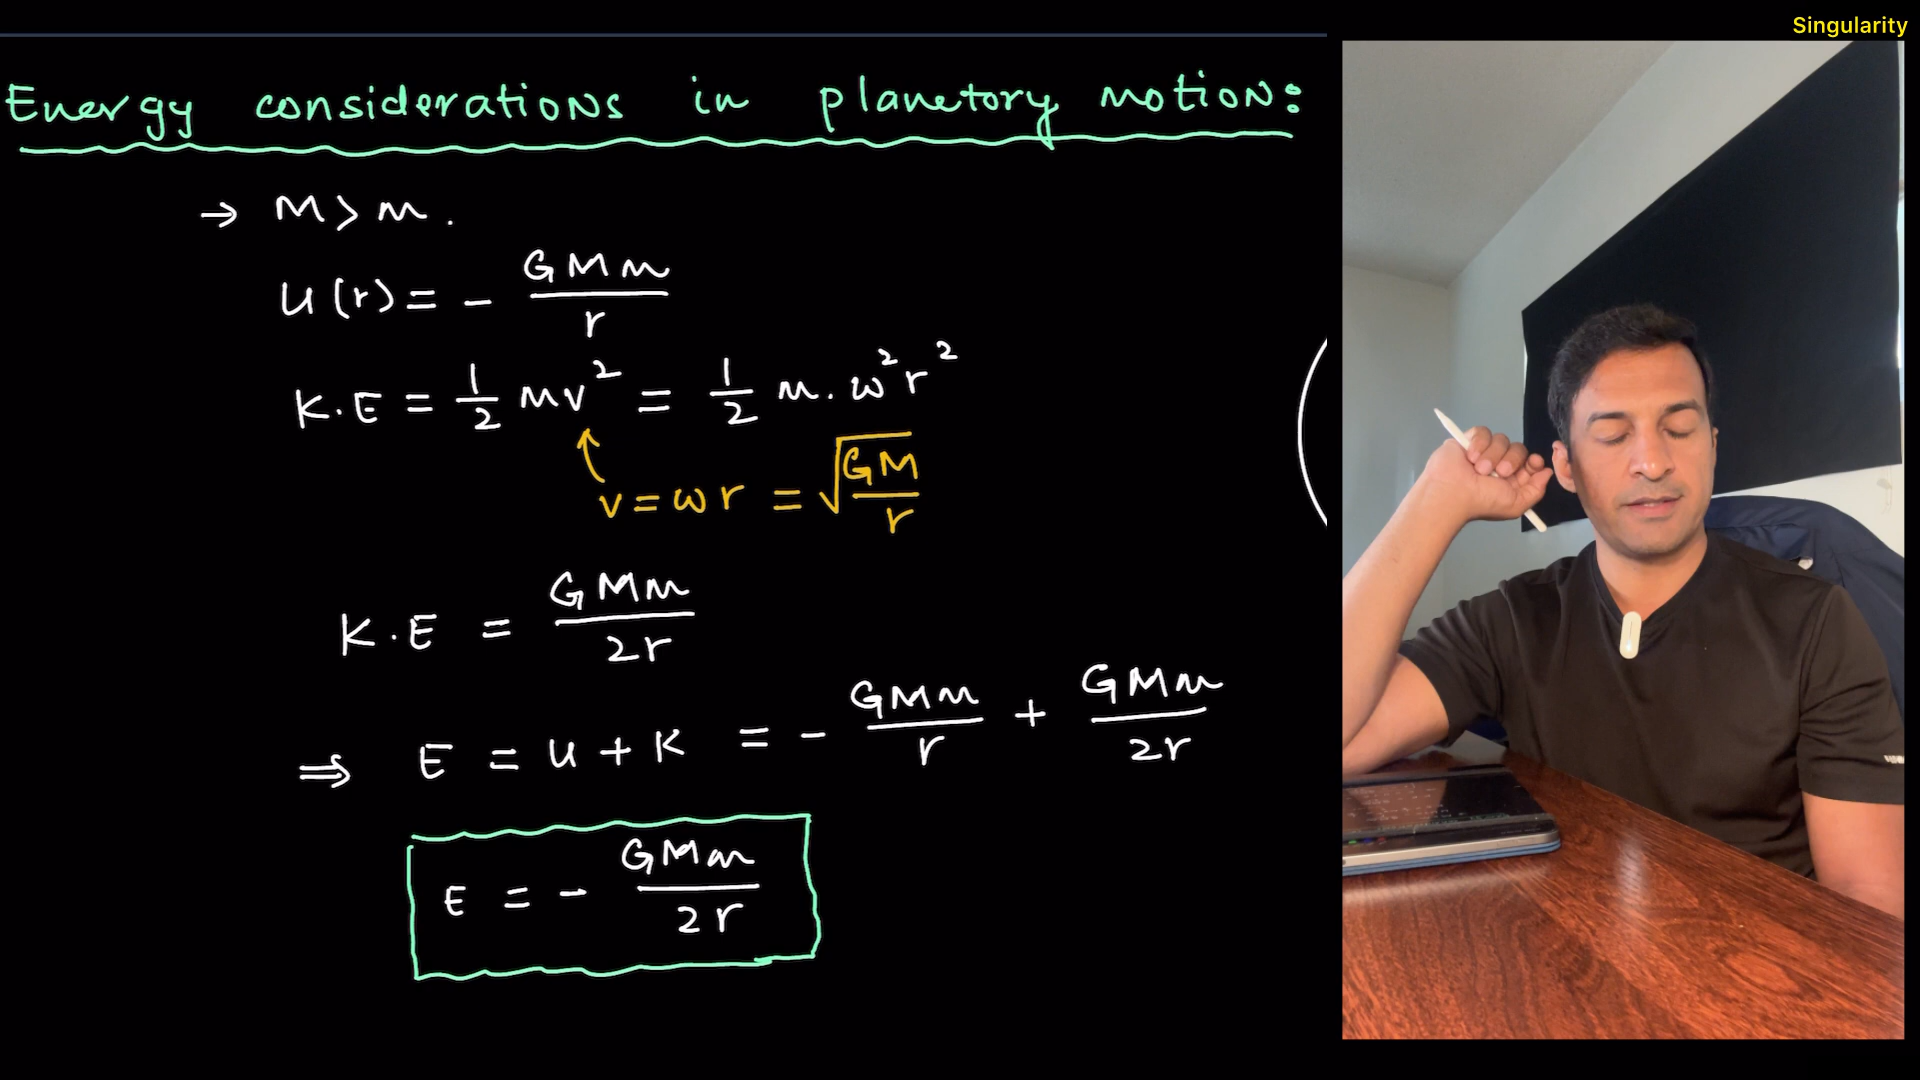 Singularity
Energy considerations in planetory motion:
→ M > m.
U(r) = - GMm/r
K.E = 1/2 mv² = 1/2 m. ω²r²
v = ωr = √(GM/r)
K.E = GMm/2r
⇒ E = U + K = - GMm/r + GMm/2r
E = - GMm/2r